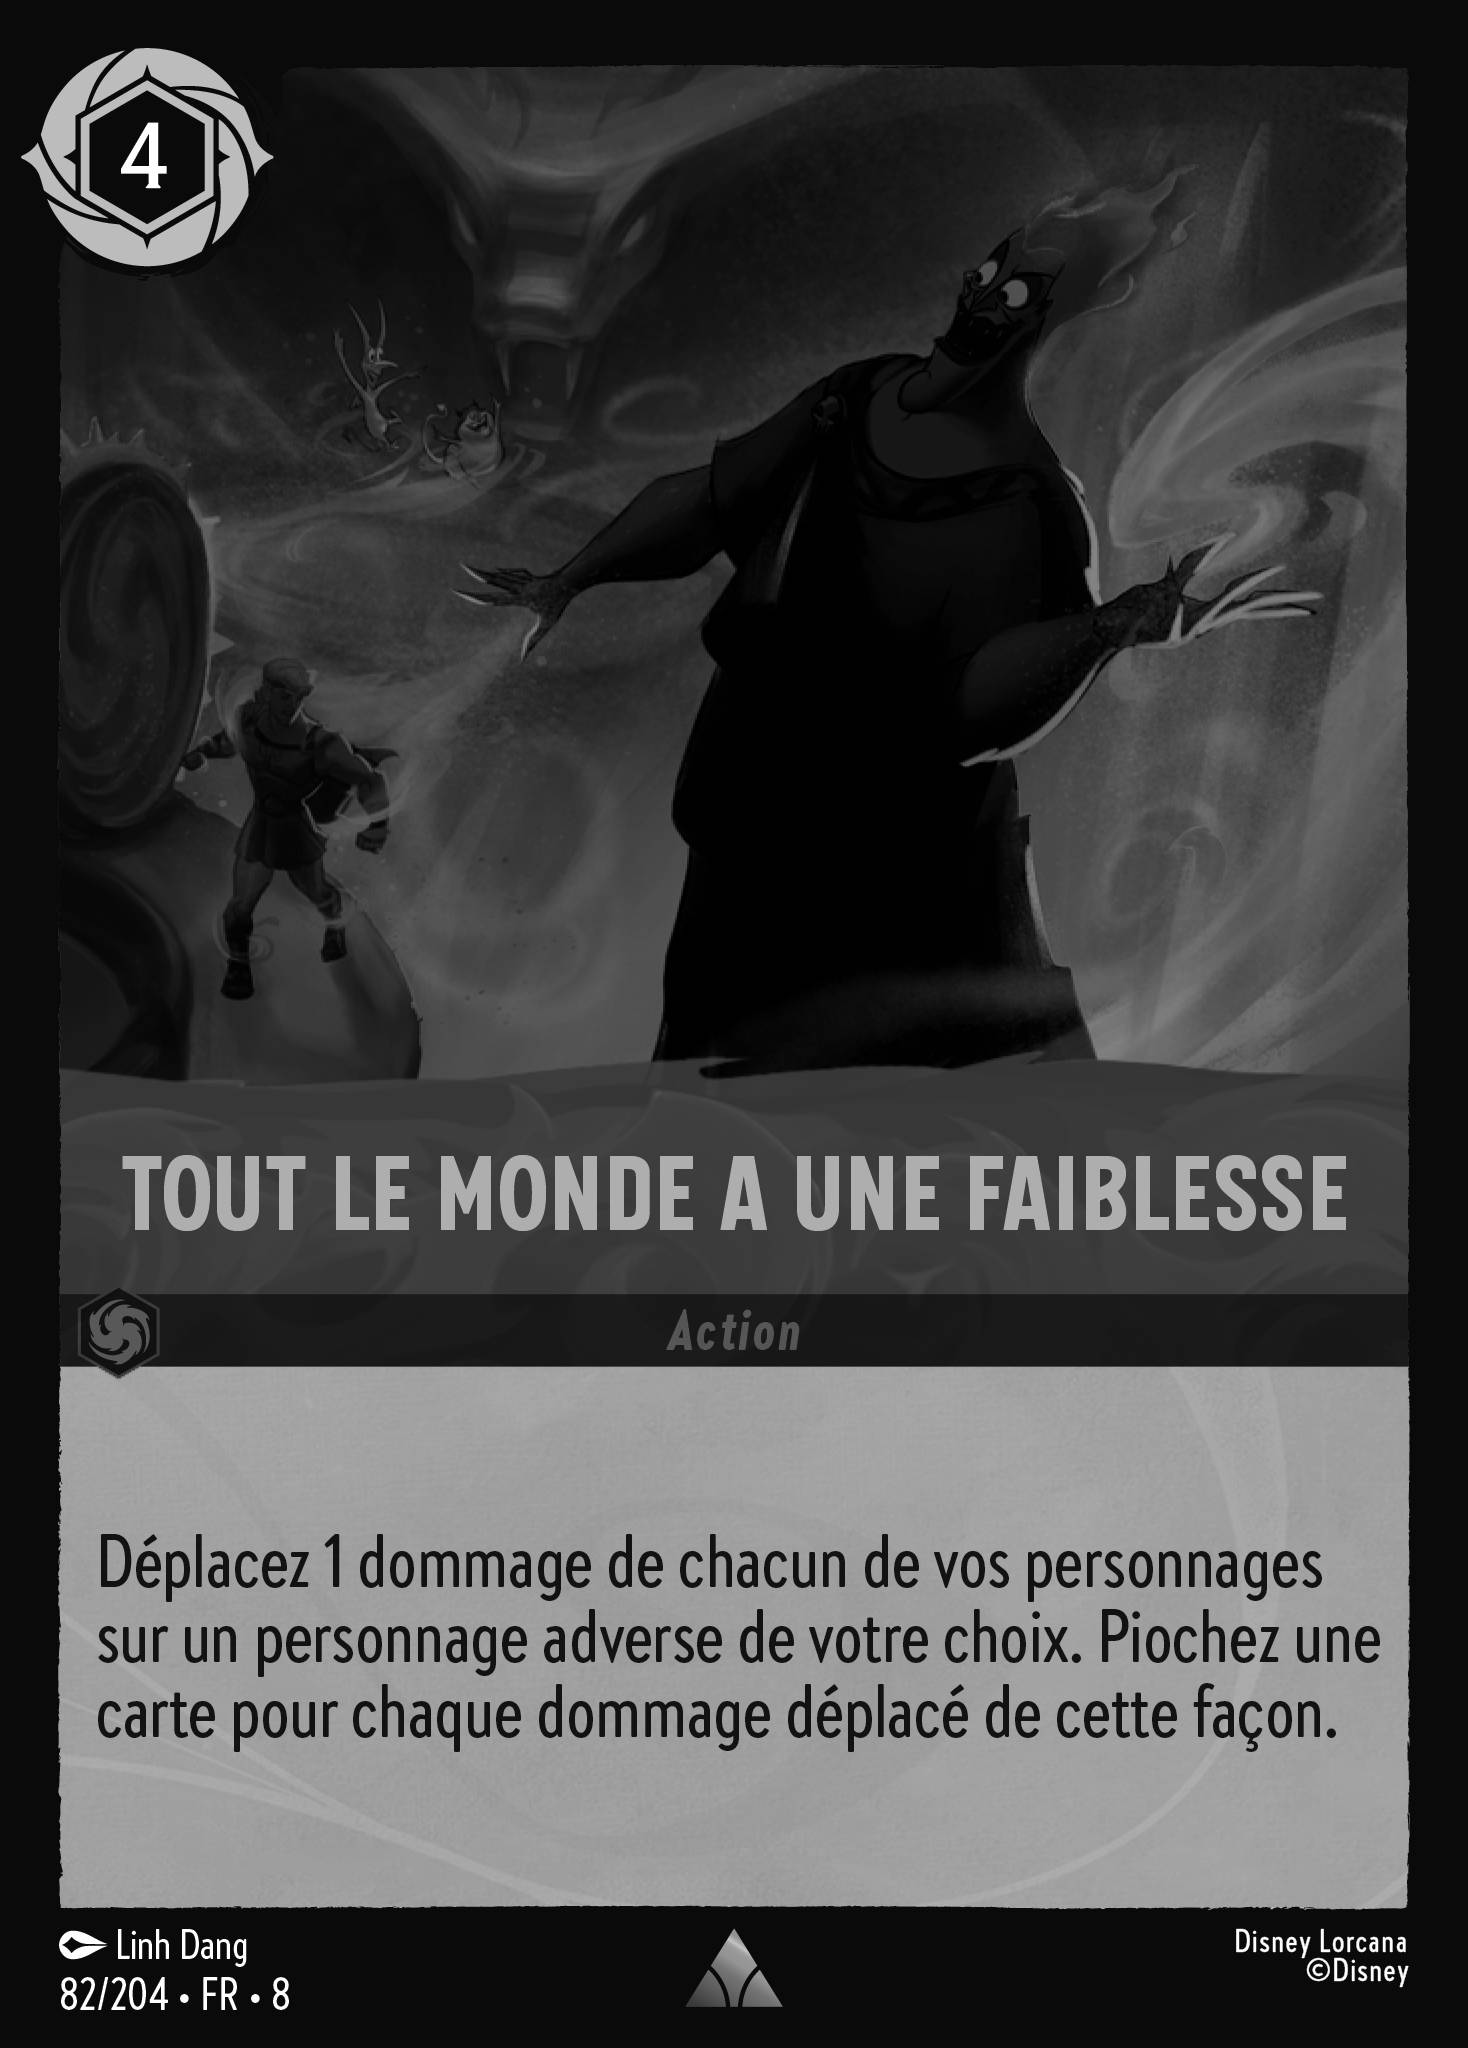 4
TOUT LE MONDE A UNE FAIBLESSE
Action
Déplacez 1 dommage de chacun de vos personnages
sur un personnage adverse de votre choix. Piochez une
carte pour chaque dommage déplacé de cette façon.
Linh Dang
82/204 • FR • 8
Disney Lorcana
©Disney